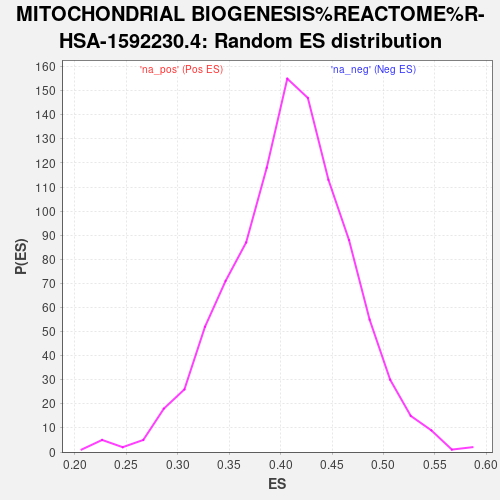 MITOCHONDRIAL BIOGENESIS%REACTOME%R-
HSA-1592230.4: Random ES distribution
'na_pos' (Pos ES)
'na_neg' (Neg ES)
P(ES)
160
150
140
130
120
110
100
90
80
70
60
50
40
30
20
10
0
0.20 0.25 0.30 0.35 0.40 0.45 0.50 0.55 0.60
ES